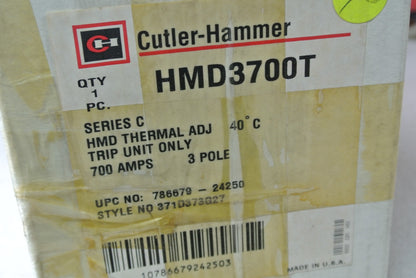 CH
Cutler-Hammer
HMD3700T
QTY
1
PC.
SERIES C
HMD THERMAL ADJ 40°C
TRIP UNIT ONLY
700 AMPS 3 POLE
UPC NO: 786679-24250
STYLE NO 371D373G27
10786679242503
MADE IN U.S.A.